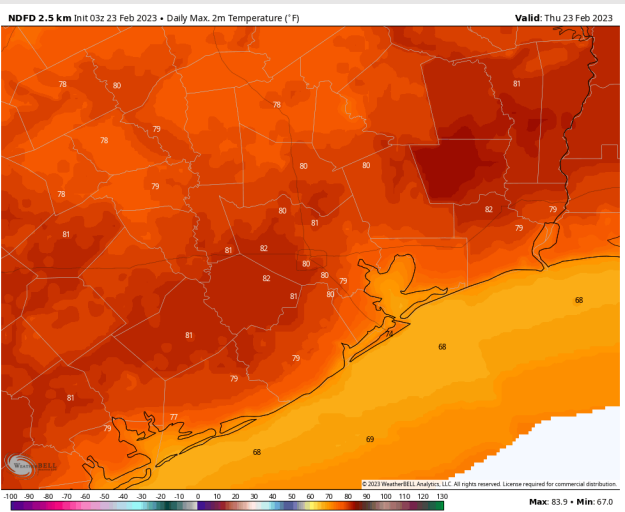 NDFD 2.5 km Init 03z 23 Feb 2023 • Daily Max. 2m Temperature (°F) Valid: Thu 23 Feb 2023
78 80 81
78
79
78
80 80
79
78
80 82 79
81
79
81
81 82
80
82 80 79
81 80
68
81 74
68
79
79
81
77
79
69
68
WeatherBELL
© 2023 WeatherBELL Analytics, LLC. All rights reserved. License required for commercial distribution.
-100 -90 -80 -70 -60 -50 -40 -30 -20 -10 0 10 20 30 40 50 60 70 80 90 100 110 120 130
Max: 83.9 • Min: 67.0